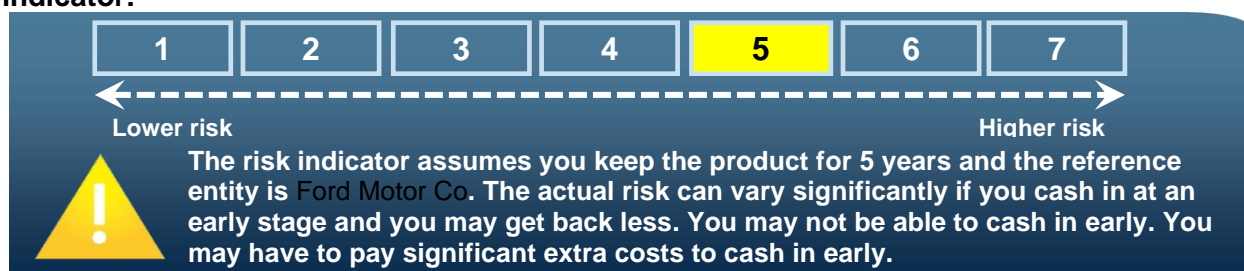 indicator:
1 2 3 4 5 6 7
Lower risk Higher risk
The risk indicator assumes you keep the product for 5 years and the reference
entity is Ford Motor Co. The actual risk can vary significantly if you cash in at an
early stage and you may get back less. You may not be able to cash in early. You
may have to pay significant extra costs to cash in early.